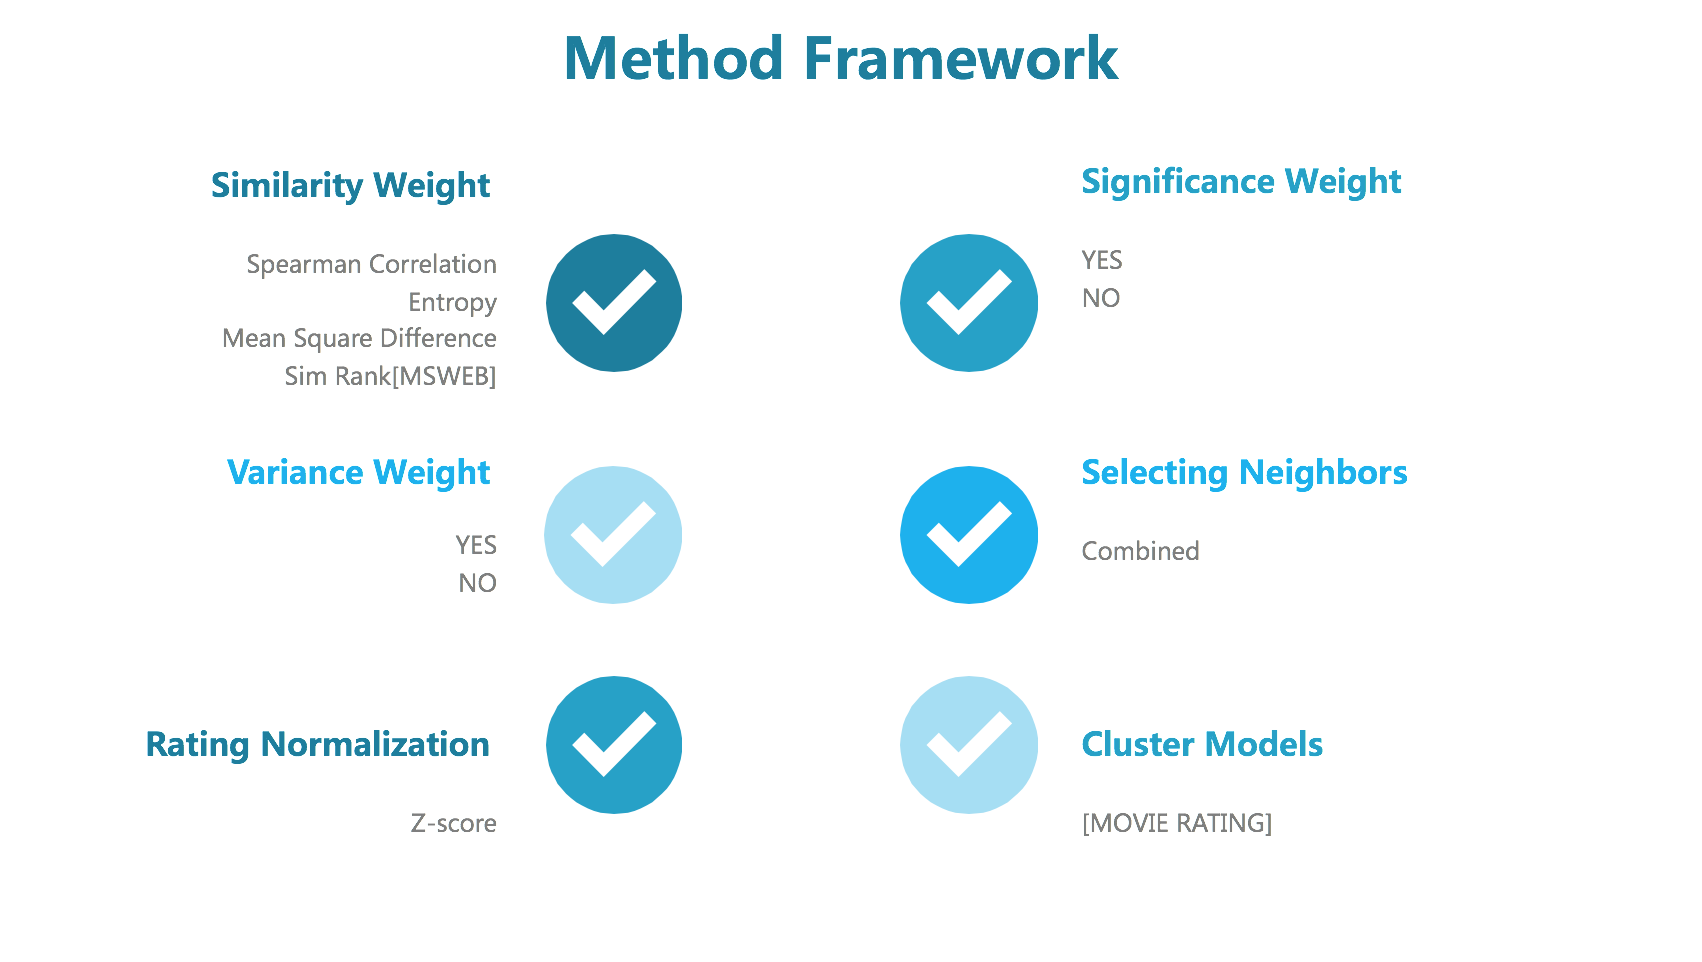 Method Framework
Similarity Weight
Spearman Correlation
Entropy
Mean Square Difference
Sim Rank[MSWEB]
Significance Weight
YES
NO
Variance Weight
YES
NO
Selecting Neighbors
Combined
Rating Normalization
Z-score
Cluster Models
[MOVIE RATING]